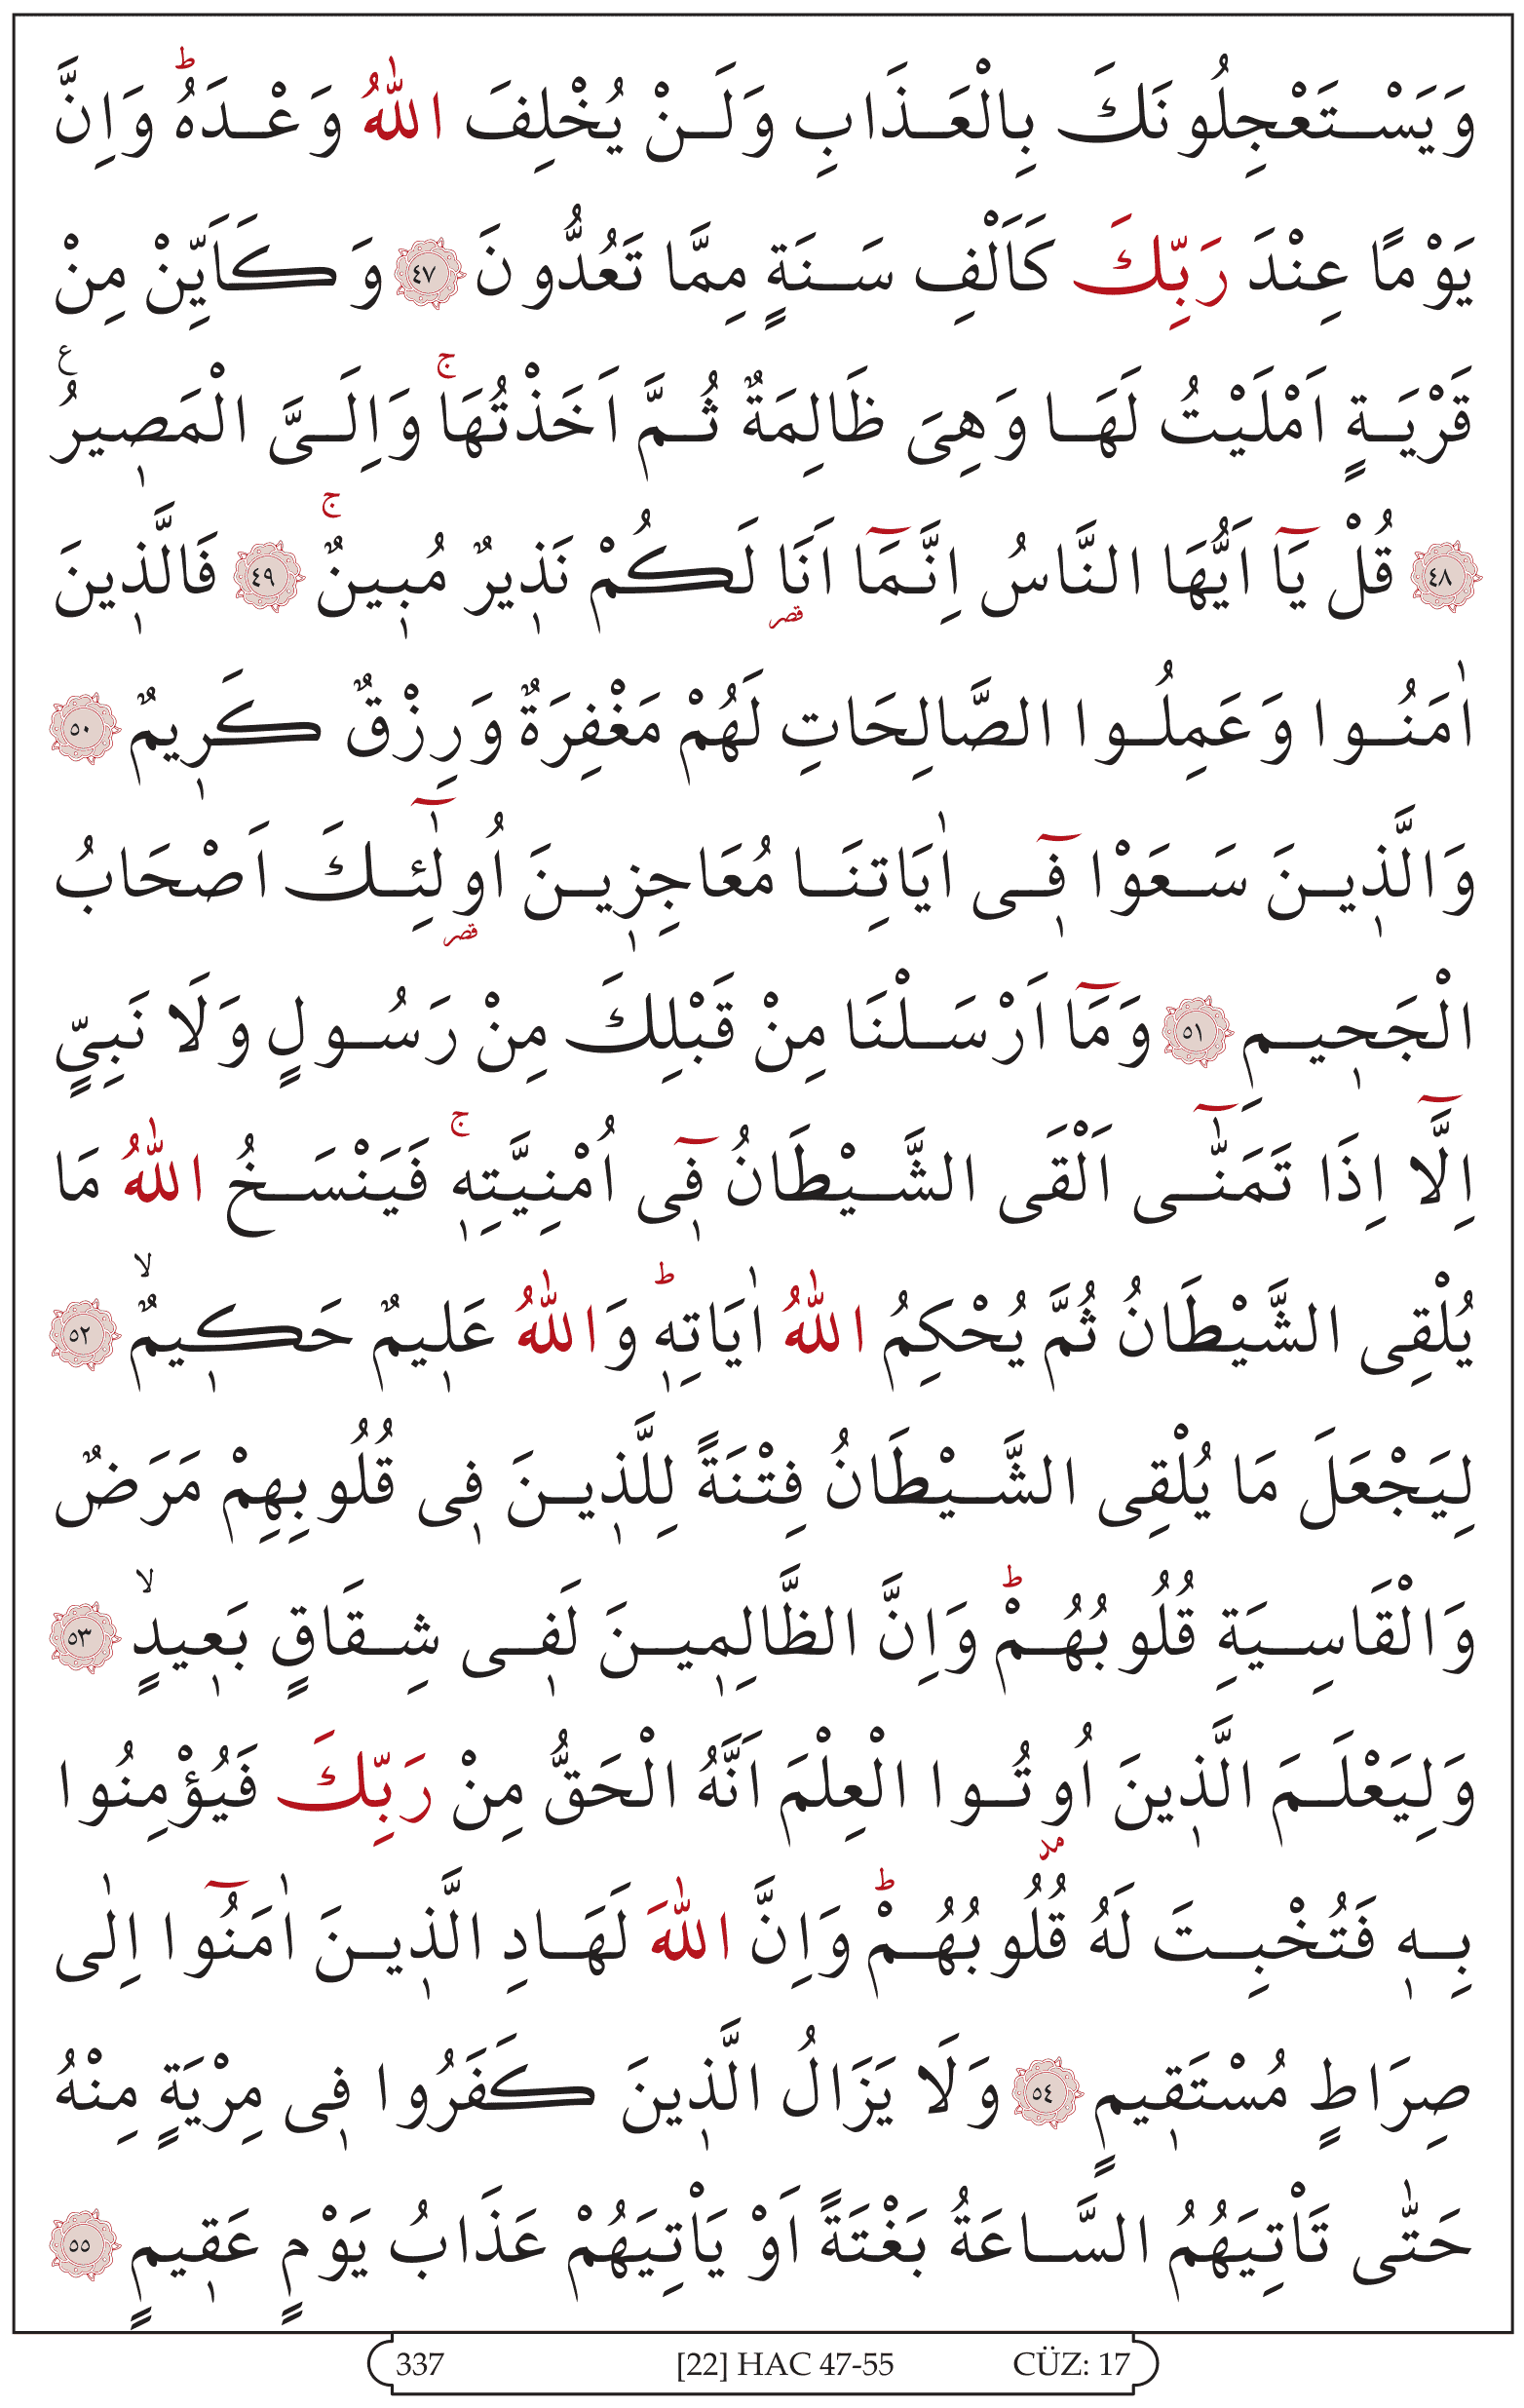 وَيَسْتَعْجِلُونَكَ بِالْعَذَابِ وَلَنْ يُخْلِفَ اللّٰهُ وَعْدَهُۜ وَاِنَّ
يَوْمًا عِنْدَ رَبِّكَ كَاَلْفِ سَنَةٍ مِمَّا تَعُدُّونَ ﴿٤٧﴾ وَكَاَيِّنْ مِنْ
قَرْيَةٍ اَمْلَيْتُ لَهَا وَهِىَ ظَالِمَةٌ ثُمَّ اَخَذْتُهَاۚ وَاِلَىَّ الْمَص۪يرُ۟
﴿٤٨﴾ قُلْ يَٓا اَيُّهَا النَّاسُ اِنَّمَٓا اَنَا۬ لَكُمْ نَذ۪يرٌ مُب۪ينٌۚ ﴿٤٩﴾ فَالَّذ۪ينَ
اٰمَنُوا وَعَمِلُوا الصَّالِحَاتِ لَهُمْ مَغْفِرَةٌ وَرِزْقٌ كَر۪يمٌ ﴿٥٠﴾
وَالَّذ۪ينَ سَعَوْا ف۪ٓى اٰيَاتِنَا مُعَاجِز۪ينَ اُو۬لٰٓئِكَ اَصْحَابُ
الْجَح۪يمِ ﴿٥١﴾ وَمَٓا اَرْسَلْنَا مِنْ قَبْلِكَ مِنْ رَسُولٍ وَلَا نَبِىٍّ
اِلَّٓا اِذَا تَمَنّٰٓى اَلْقَى الشَّيْطَانُ ف۪ٓى اُمْنِيَّتِه۪ۚ فَيَنْسَخُ اللّٰهُ مَا
يُلْقِى الشَّيْطَانُ ثُمَّ يُحْكِمُ اللّٰهُ اٰيَاتِه۪ۜ وَاللّٰهُ عَل۪يمٌ حَك۪يمٌۙ ﴿٥٢﴾
لِيَجْعَلَ مَا يُلْقِى الشَّيْطَانُ فِتْنَةً لِلَّذ۪ينَ ف۪ى قُلُوبِهِمْ مَرَضٌ
وَالْقَاسِيَةِ قُلُوبُهُمْۜ وَاِنَّ الظَّالِم۪ينَ لَف۪ى شِقَاقٍ بَع۪يدٍۙ ﴿٥٣﴾
وَلِيَعْلَمَ الَّذ۪ينَ اُو۫تُوا الْعِلْمَ اَنَّهُ الْحَقُّ مِنْ رَبِّكَ فَيُؤْمِنُوا
بِه۪ فَتُخْبِتَ لَهُ قُلُوبُهُمْۜ وَاِنَّ اللّٰهَ لَهَادِ الَّذ۪ينَ اٰمَنُٓوا اِلٰى
صِرَاطٍ مُسْتَق۪يمٍ ﴿٥٤﴾ وَلَا يَزَالُ الَّذ۪ينَ كَفَرُوا ف۪ى مِرْيَةٍ مِنْهُ
حَتّٰى تَأْتِيَهُمُ السَّاعَةُ بَغْتَةً اَوْ يَأْتِيَهُمْ عَذَابُ يَوْمٍ عَق۪يمٍ ﴿٥٥﴾
337 [22] HAC 47-55 CÜZ: 17